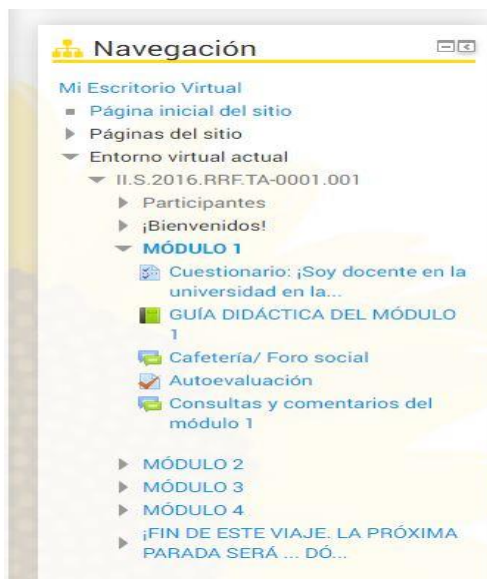 Navegación
Mi Escritorio Virtual
Página inicial del sitio
Páginas del sitio
Entorno virtual actual
II.S.2016.RRF.TA-0001.001
Participantes
¡Bienvenidos!
MÓDULO 1
Cuestionario: ¡Soy docente en la
universidad en la...
GUÍA DIDÁCTICA DEL MÓDULO
1
Cafetería/ Foro social
Autoevaluación
Consultas y comentarios del
módulo 1
MÓDULO 2
MÓDULO 3
MÓDULO 4
¡FIN DE ESTE VIAJE. LA PRÓXIMA
PARADA SERÁ ... DÓ...